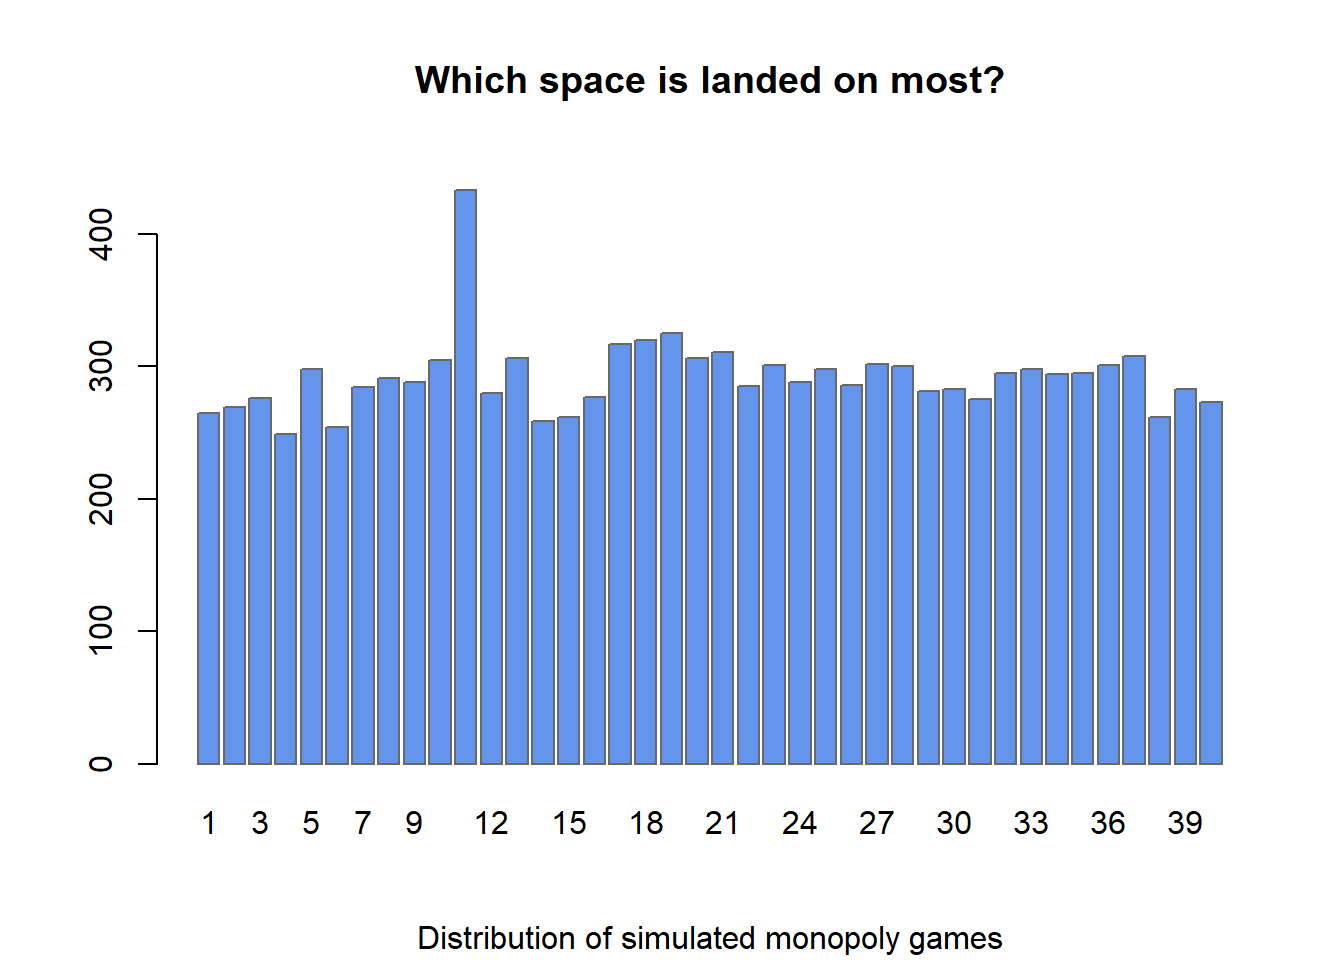 Which space is landed on most?
400
300
200
100
0
1 3 5 7 9 12 15 18 21 24 27 30 33 36 39
Distribution of simulated monopoly games